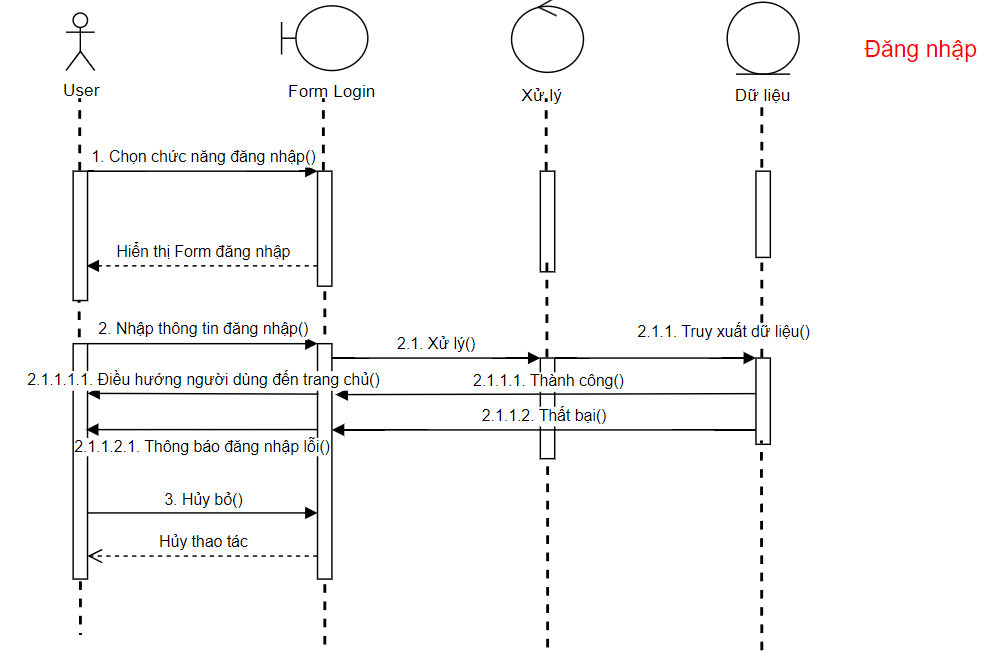 Đăng nhập
User
Form Login
Xử lý
Dữ liệu
1. Chọn chức năng đăng nhập()
Hiển thị Form đăng nhập
2. Nhập thông tin đăng nhập()
2.1. Xử lý()
2.1.1. Truy xuất dữ liệu()
2.1.1.1.1. Điều hướng người dùng đến trang chủ()
2.1.1.1. Thành công()
2.1.1.2. Thất bại()
2.1.1.2.1. Thông báo đăng nhập lỗi()
3. Hủy bỏ()
Hủy thao tác